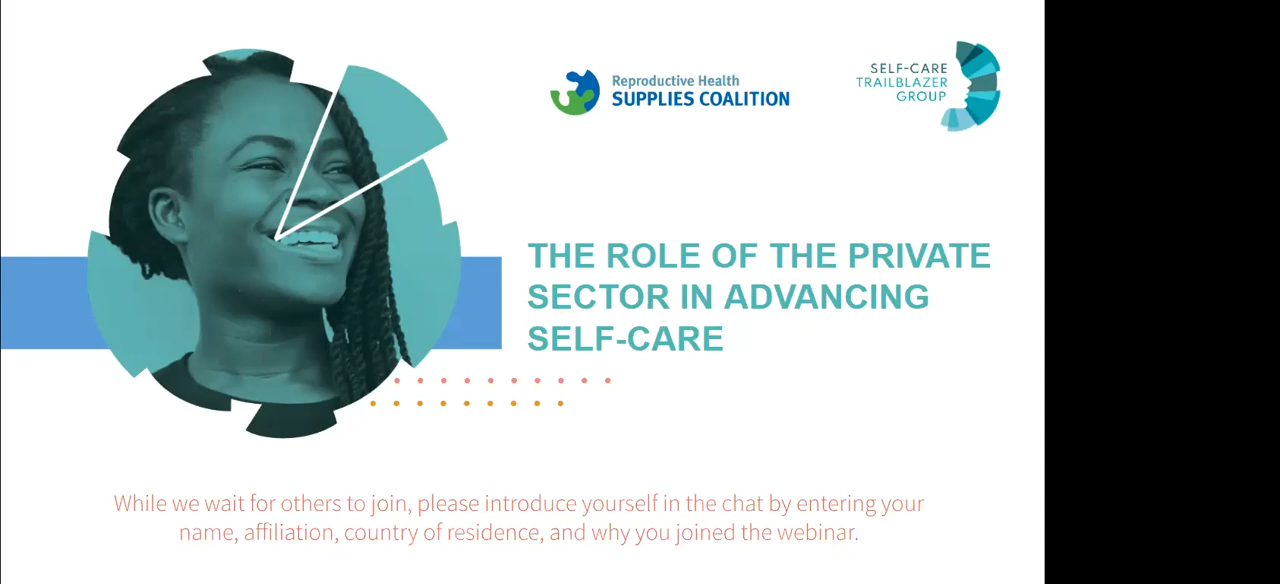 Reproductive Health
SUPPLIES COALITION
SELF-CARE
TRAILBLAZER
GROUP
THE ROLE OF THE PRIVATE
SECTOR IN ADVANCING
SELF-CARE
While we wait for others to join, please introduce yourself in the chat by entering your
name, affiliation, country of residence, and why you joined the webinar.